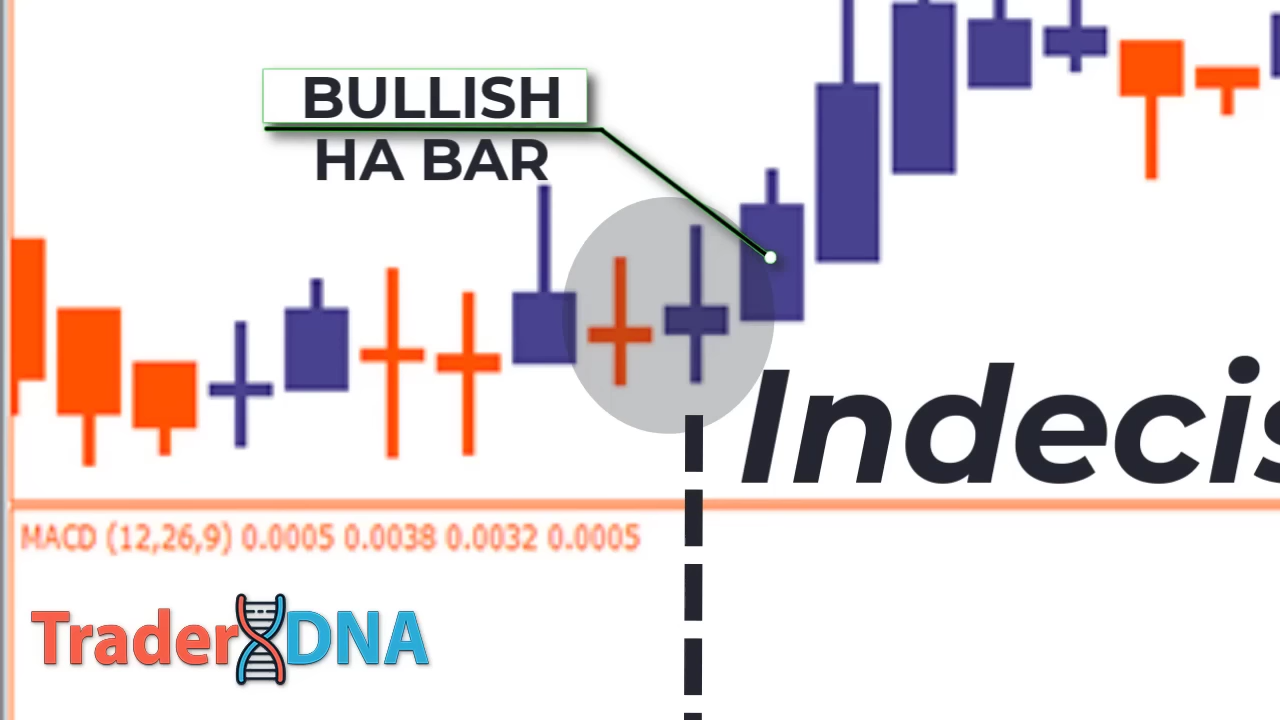 BULLISH
HA BAR
Indecis
MACD (12,26,9) 0.0005 0.0038 0.0032 0.0005
TraderDNA